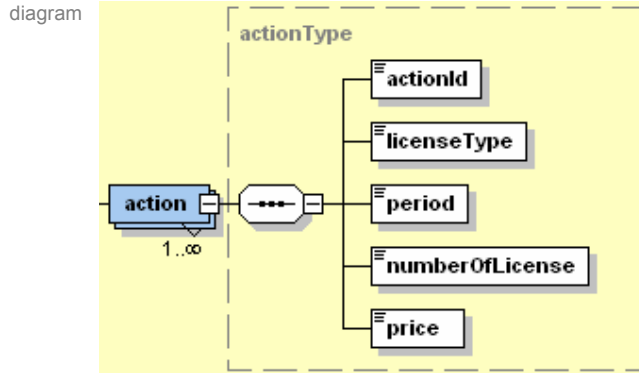 diagram
actionType
actionId
licenseType
action
period
1..∞
numberOfLicense
price